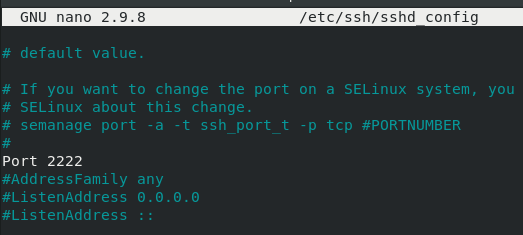 GNU nano 2.9.8 /etc/ssh/sshd_config
# default value.
# If you want to change the port on a SELinux system, you
# SELinux about this change.
# semanage port -a -t ssh_port_t -p tcp #PORTNUMBER
#
Port 2222
#AddressFamily any
#ListenAddress 0.0.0.0
#ListenAddress ::